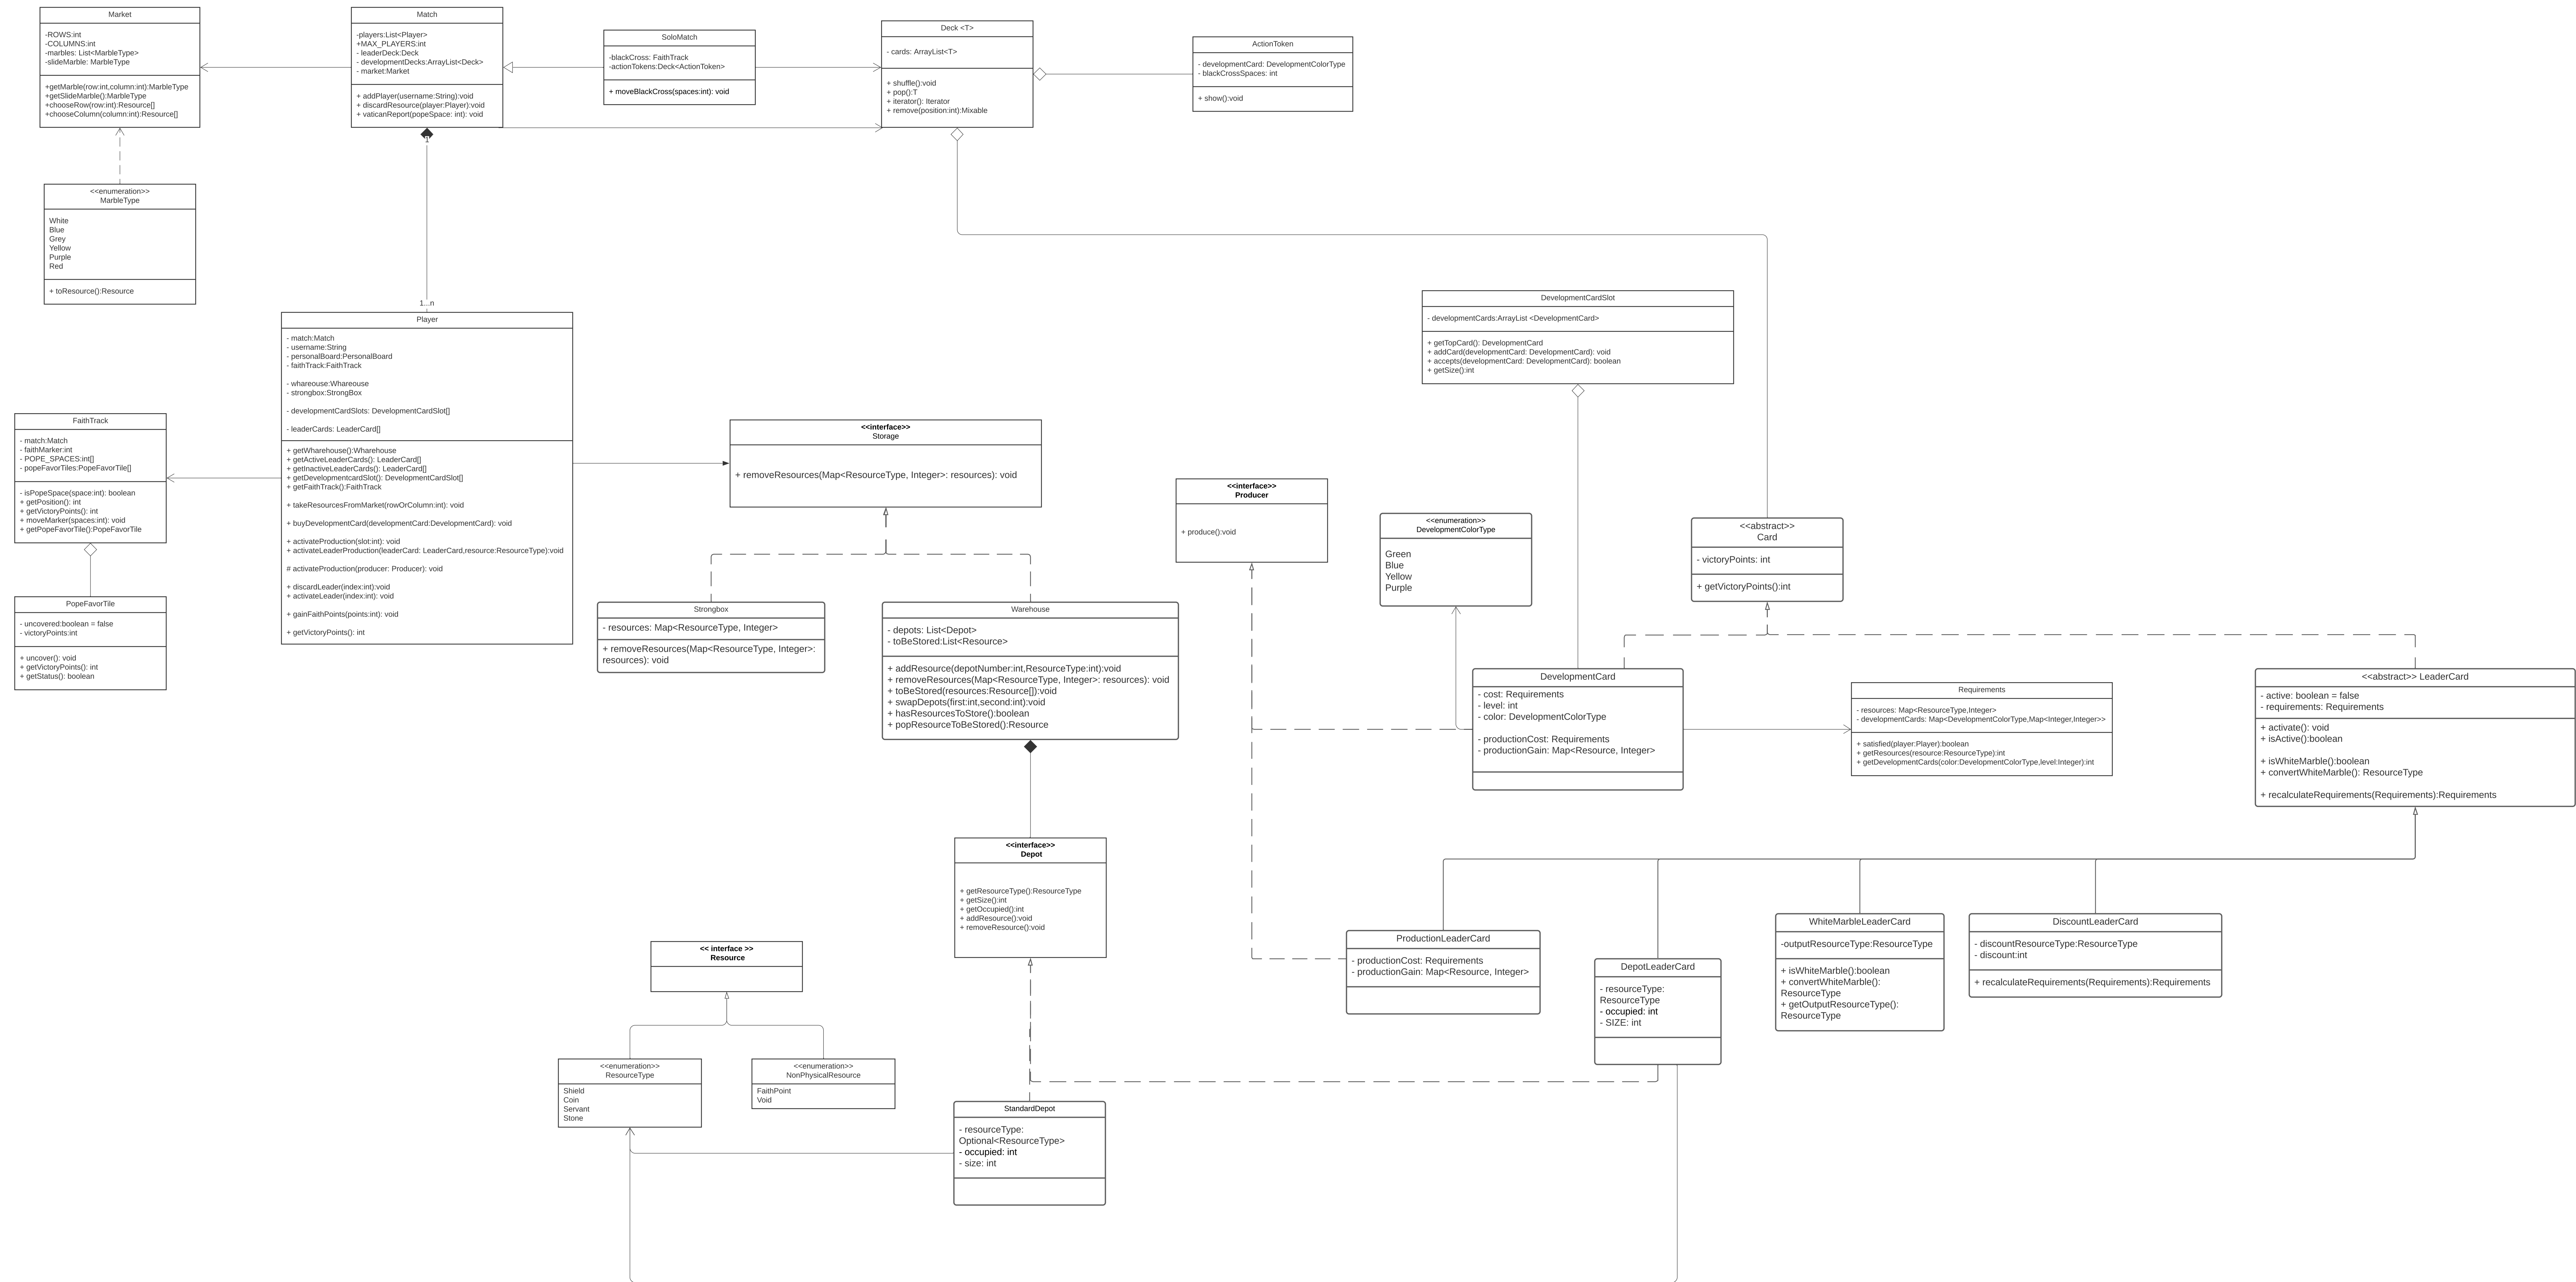 Market
-ROWS:int
-COLUMNS:int
-marbles: List<MarbleType>
-slideMarble: MarbleType
+getMarble(row:int,column:int):MarbleType
+getSlideMarble():MarbleType
+chooseRow(row:int):Resource[]
+chooseColumn(column:int):Resource[]
Match
-players:List<Player>
+MAX_PLAYERS:int
- leaderDeck:Deck
- developmentDecks:ArrayList<Deck>
- market:Market
+ addPlayer(username:String):void
+ discardResource(player:Player):void
+ vaticanReport(popeSpace: int): void
1
SoloMatch
-blackCross: FaithTrack
-actionTokens:Deck<ActionToken>
+ moveBlackCross(spaces:int): void
Deck <T>
- cards: ArrayList<T>
+ shuffle():void
+ pop():T
+ iterator(): Iterator
+ remove(position:int):Mixable
ActionToken
- developmentCard: DevelopmentColorType
- blackCrossSpaces: int
+ show():void
<<enumeration>>
MarbleType
White
Blue
Grey
Yellow
Purple
Red
+ toResource():Resource
1...n
Player
- match:Match
- username:String
- personalBoard:PersonalBoard
- faithTrack:FaithTrack
- whareouse:Whareouse
- strongbox:StrongBox
- developmentCardSlots: DevelopmentCardSlot[]
- leaderCards: LeaderCard[]
+ getWharehouse():Wharehouse
+ getActiveLeaderCards(): LeaderCard[]
+ getInactiveLeaderCards(): LeaderCard[]
+ getDevelopmentcardSlot(): DevelopmentCardSlot[]
+ getFaithTrack():FaithTrack
+ takeResourcesFromMarket(rowOrColumn:int): void
+ buyDevelopmentCard(developmentCard:DevelopmentCard): void
+ activateProduction(slot:int): void
+ activateLeaderProduction(leaderCard: LeaderCard,resource:ResourceType):void
# activateProduction(producer: Producer): void
+ discardLeader(index:int):void
+ activateLeader(index:int): void
+ gainFaithPoints(points:int): void
+ getVictoryPoints(): int
FaithTrack
- match:Match
- faithMarker:int
- POPE_SPACES:int[]
- popeFavorTiles:PopeFavorTile[]
- isPopeSpace(space:int): boolean
+ getPosition(): int
+ getVictoryPoints(): int
+ moveMarker(spaces:int): void
+ getPopeFavorTile():PopeFavorTile
PopeFavorTile
- uncovered:boolean = false
- victoryPoints:int
+ uncover(): void
+ getVictoryPoints(): int
+ getStatus(): boolean
<<interface>>
Storage
+ removeResources(Map<ResourceType, Integer>: resources): void
Strongbox
- resources: Map<ResourceType, Integer>
+ removeResources(Map<ResourceType, Integer>:
resources): void
Warehouse
- depots: List<Depot>
- toBeStored:List<Resource>
+ addResource(depotNumber:int,ResourceType:int):void
+ removeResources(Map<ResourceType, Integer>: resources): void
+ toBeStored(resources:Resource[]):void
+ swapDepots(first:int,second:int):void
+ hasResourcesToStore():boolean
+ popResourceToBeStored():Resource
<<interface>>
Producer
+ produce():void
<<enumeration>>
DevelopmentColorType
Green
Blue
Yellow
Purple
DevelopmentCardSlot
- developmentCards:ArrayList <DevelopmentCard>
+ getTopCard(): DevelopmentCard
+ addCard(developmentCard: DevelopmentCard): void
+ accepts(developmentCard: DevelopmentCard): boolean
+ getSize():int
<<abstract>>
Card
- victoryPoints: int
+ getVictoryPoints():int
DevelopmentCard
- cost: Requirements
- level: int
- color: DevelopmentColorType
- productionCost: Requirements
- productionGain: Map<Resource, Integer>
Requirements
- resources: Map<ResourceType,Integer>
- developmentCards: Map<DevelopmentColorType,Map<Integer,Integer>>
+ satisfied(player:Player):boolean
+ getResources(resource:ResourceType):int
+ getDevelopmentCards(color:DevelopmentColorType,level:Integer):int
<<abstract>> LeaderCard
- active: boolean = false
- requirements: Requirements
+ activate(): void
+ isActive():boolean
+ isWhiteMarble():boolean
+ convertWhiteMarble(): ResourceType
+ recalculateRequirements(Requirements):Requirements
<<interface>>
Depot
+ getResourceType():ResourceType
+ getSize():int
+ getOccupied():int
+ addResource():void
+ removeResource():void
<< interface >>
Resource
<<enumeration>>
ResourceType
Shield
Coin
Servant
Stone
<<enumeration>>
NonPhysicalResource
FaithPoint
Void
StandardDepot
- resourceType:
Optional<ResourceType>
- occupied: int
- size: int
ProductionLeaderCard
- productionCost: Requirements
- productionGain: Map<Resource, Integer>
DepotLeaderCard
- resourceType:
ResourceType
- occupied: int
- SIZE: int
WhiteMarbleLeaderCard
-outputResourceType:ResourceType
+ isWhiteMarble():boolean
+ convertWhiteMarble():
ResourceType
+ getOutputResourceType():
ResourceType
DiscountLeaderCard
- discountResourceType:ResourceType
- discount:int
+ recalculateRequirements(Requirements):Requirements